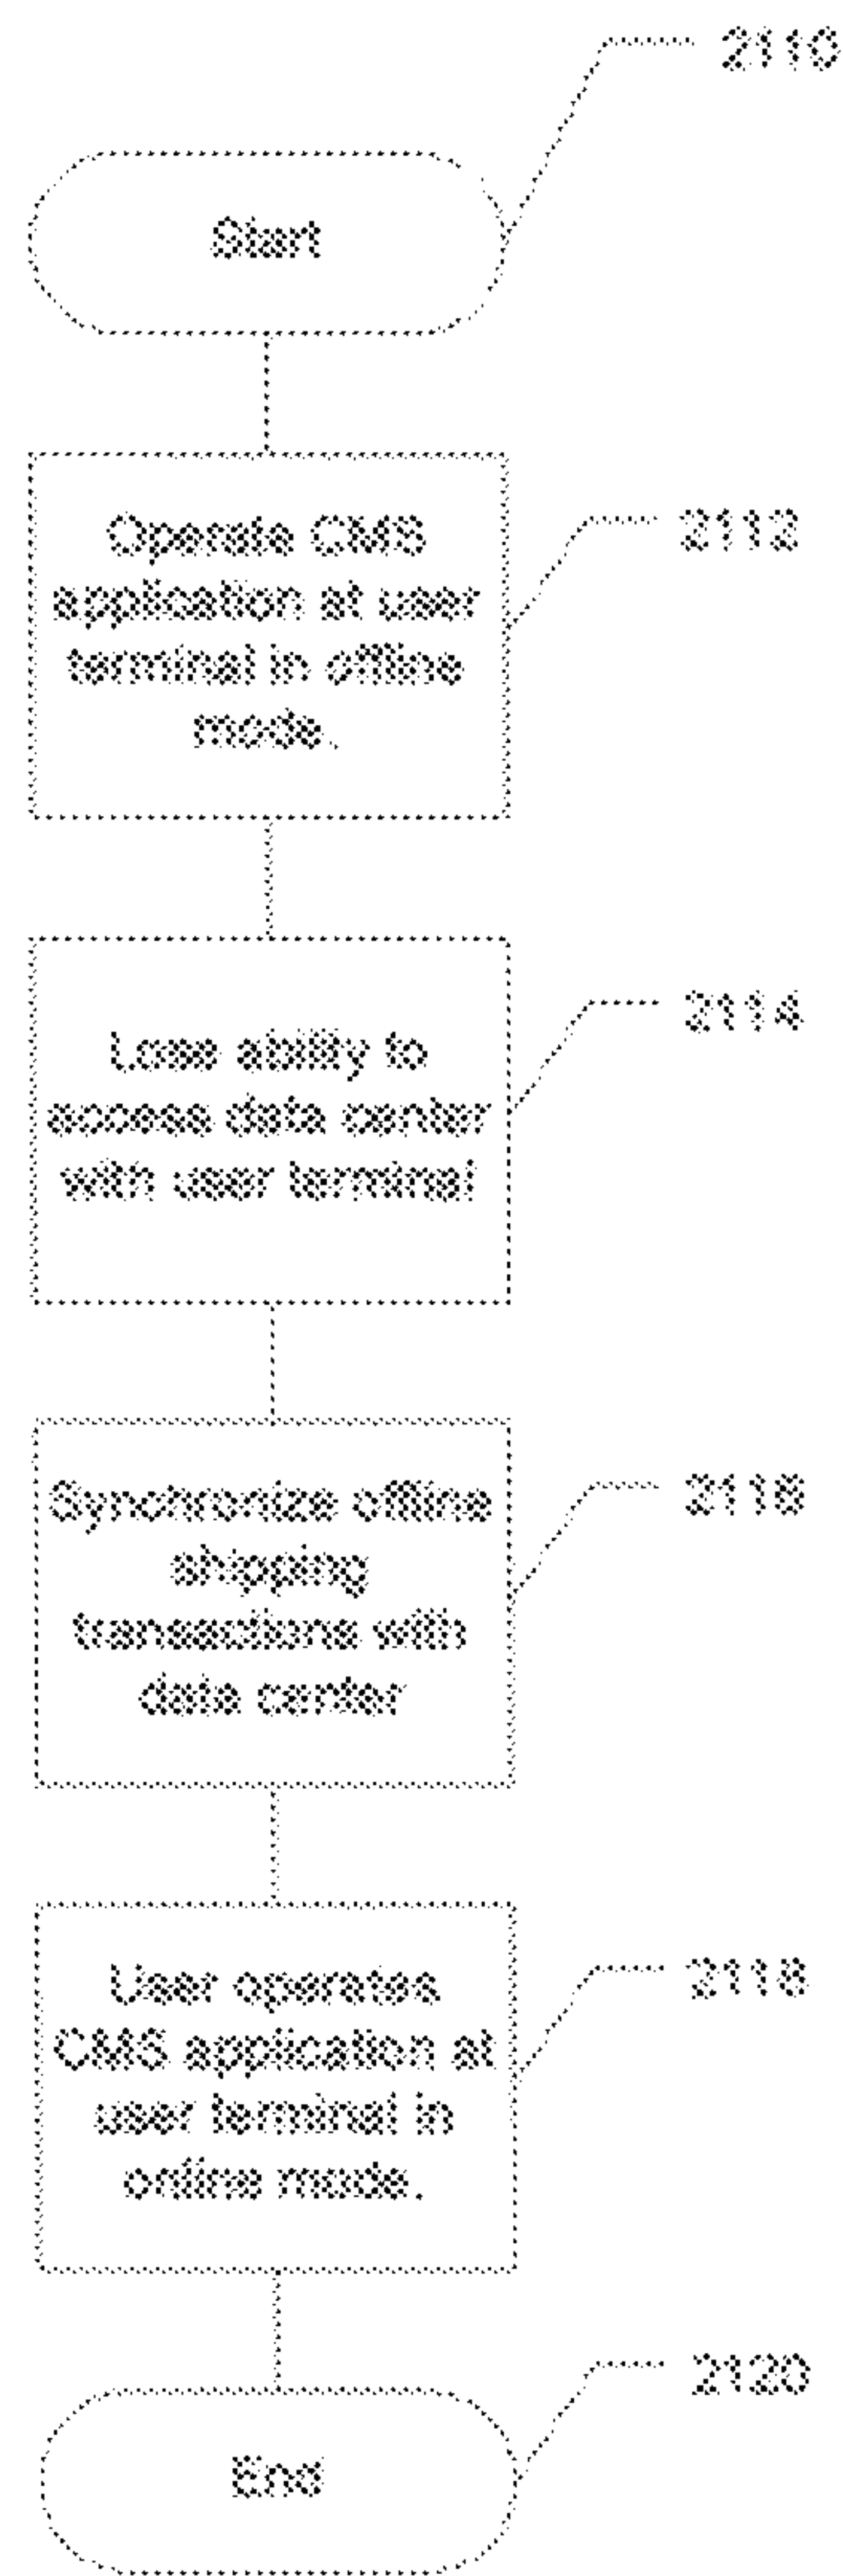 2110
Start
Operate CMS
application at user
terminal in offline
mode.
2112
Lose ability to
access data center
with user terminal
2114
Synchronize offline
shipping
transactions with
data center
User operates
CMS application at
user terminal in
online mode.
2118
End
2120